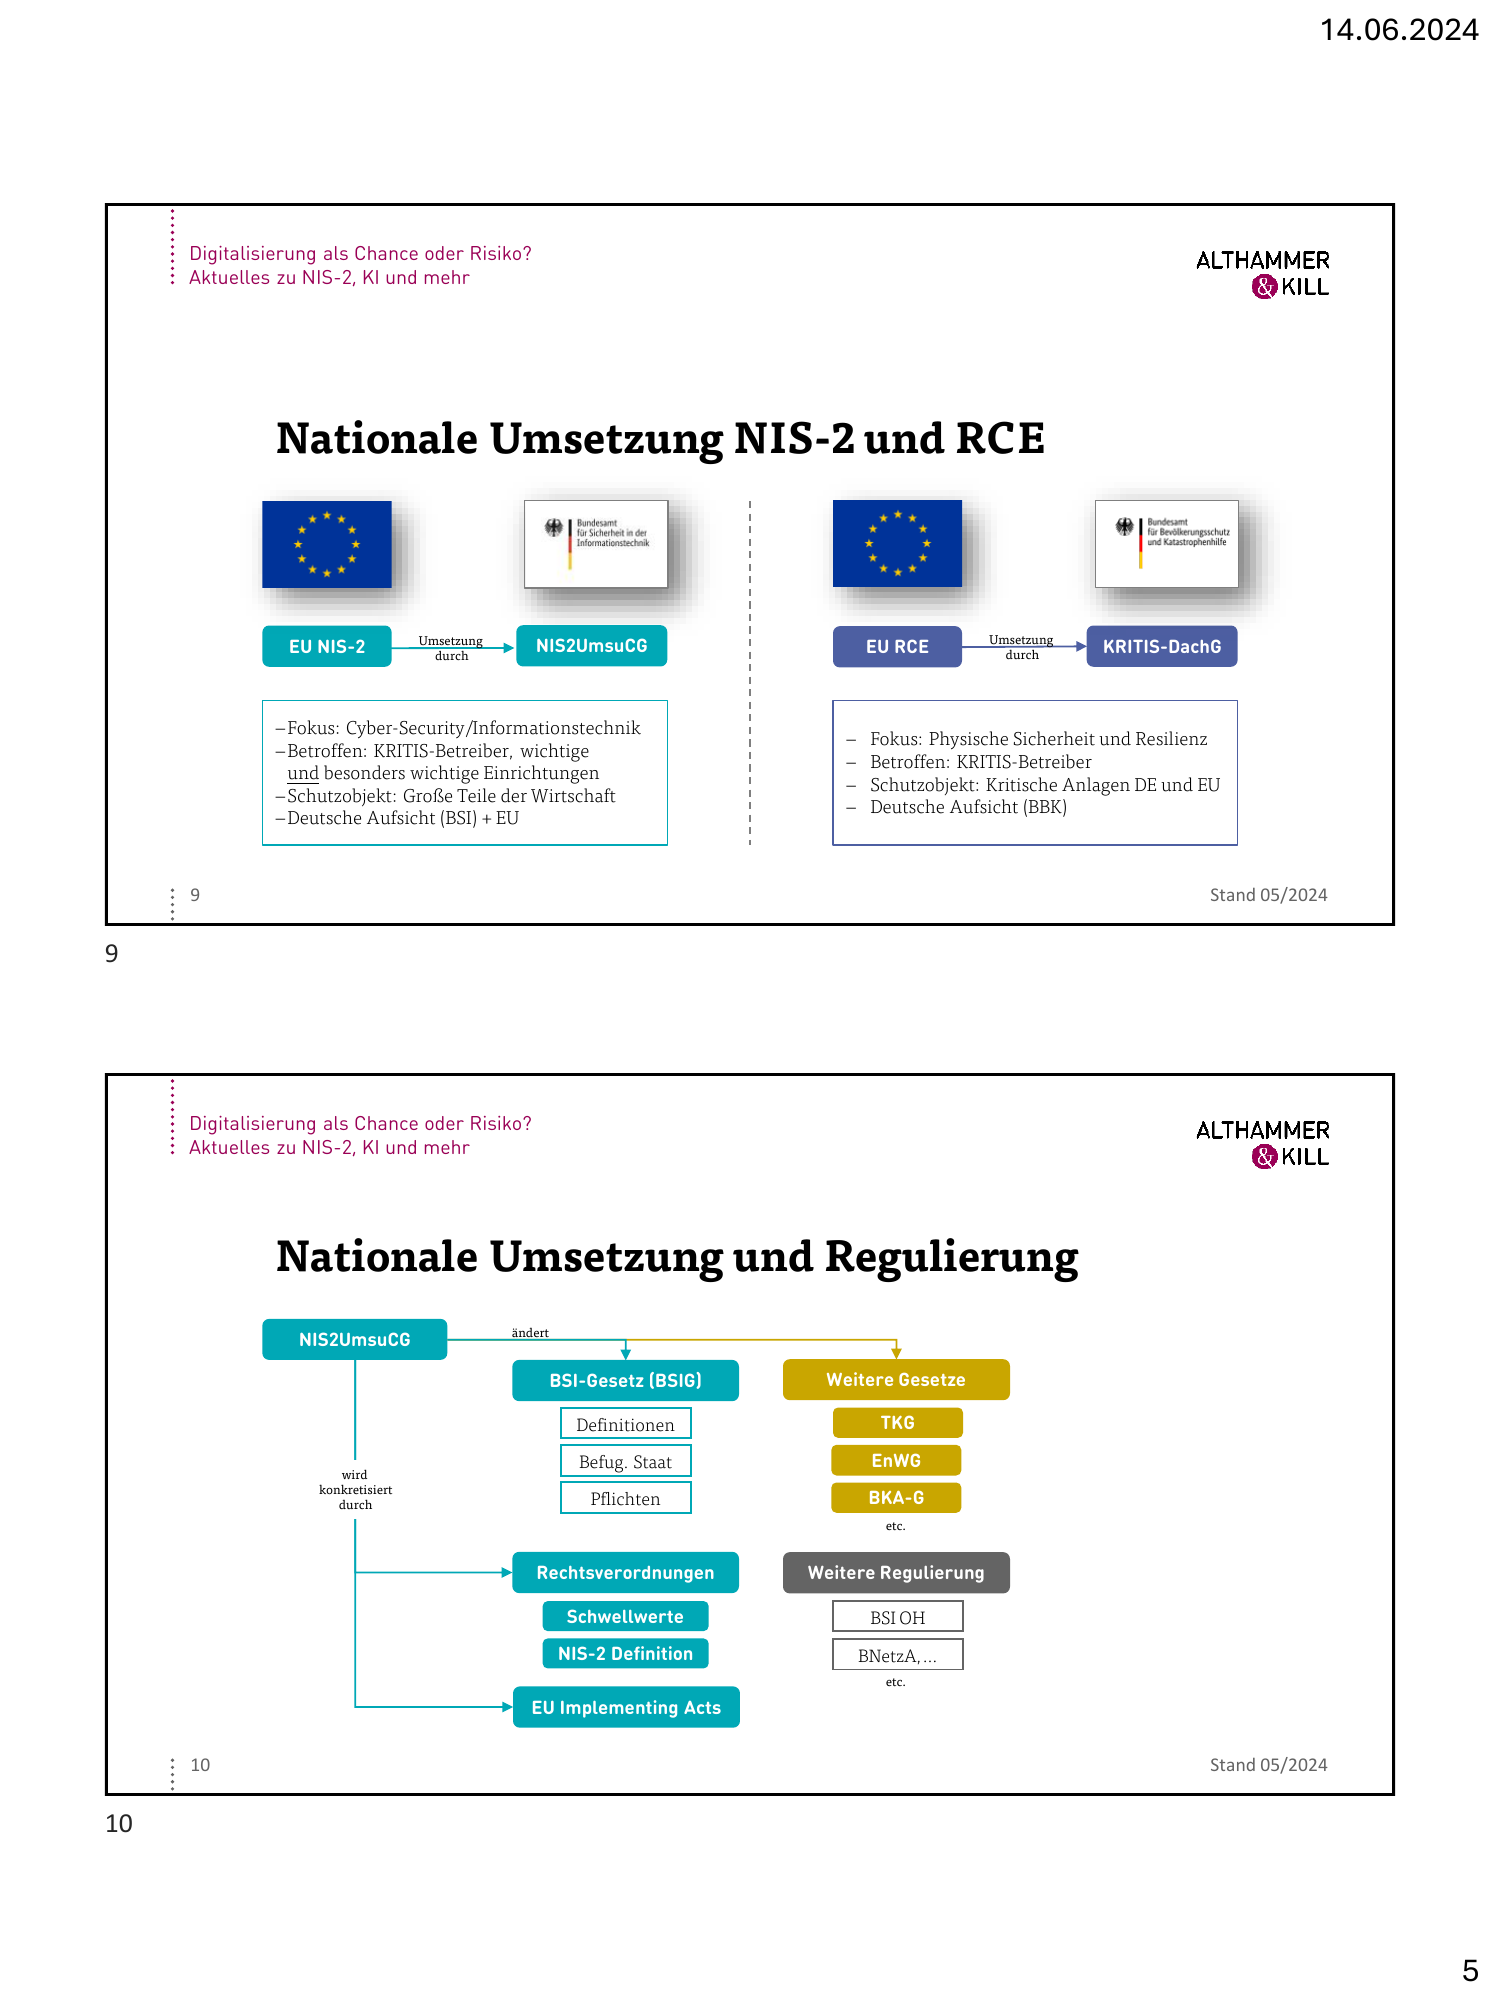 14.06.2024
Digitalisierung als Chance oder Risiko?
Aktuelles zu NIS-2, KI und mehr
ALTHAMMER
& KILL
Nationale Umsetzung NIS-2 und RCE
Bundesamt
für Sicherheit in der
Informationstechnik
EU NIS-2
Umsetzung
durch
NIS2UmsuCG
–Fokus: Cyber-Security/Informationstechnik
–Betroffen: KRITIS-Betreiber, wichtige
und besonders wichtige Einrichtungen
–Schutzobjekt: Große Teile der Wirtschaft
–Deutsche Aufsicht (BSI) + EU
Bundesamt
für Bevölkerungsschutz
und Katastrophenhilfe
EU RCE
Umsetzung
durch
KRITIS-DachG
– Fokus: Physische Sicherheit und Resilienz
– Betroffen: KRITIS-Betreiber
– Schutzobjekt: Kritische Anlagen DE und EU
– Deutsche Aufsicht (BBK)
9
Stand 05/2024
9
Digitalisierung als Chance oder Risiko?
Aktuelles zu NIS-2, KI und mehr
ALTHAMMER
& KILL
Nationale Umsetzung und Regulierung
NIS2UmsuCG
ändert
BSI-Gesetz (BSIG)
Definitionen
Befug. Staat
Pflichten
Weitere Gesetze
TKG
EnWG
BKA-G
etc.
wird
konkretisiert
durch
Rechtsverordnungen
Schwellwerte
NIS-2 Definition
EU Implementing Acts
Weitere Regulierung
BSI OH
BNetzA, …
etc.
10
Stand 05/2024
10
5